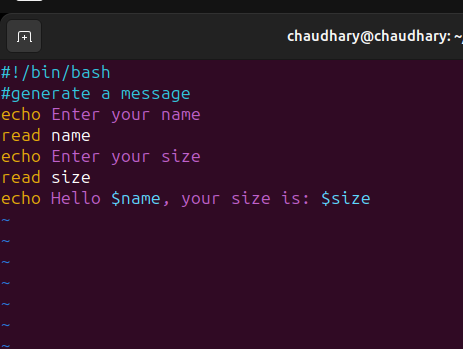 chaudhary@chaudhary: ~/
#!/bin/bash
#generate a message
echo Enter your name
read name
echo Enter your size
read size
echo Hello $name, your size is: $size
~
~
~
~
~
~
~